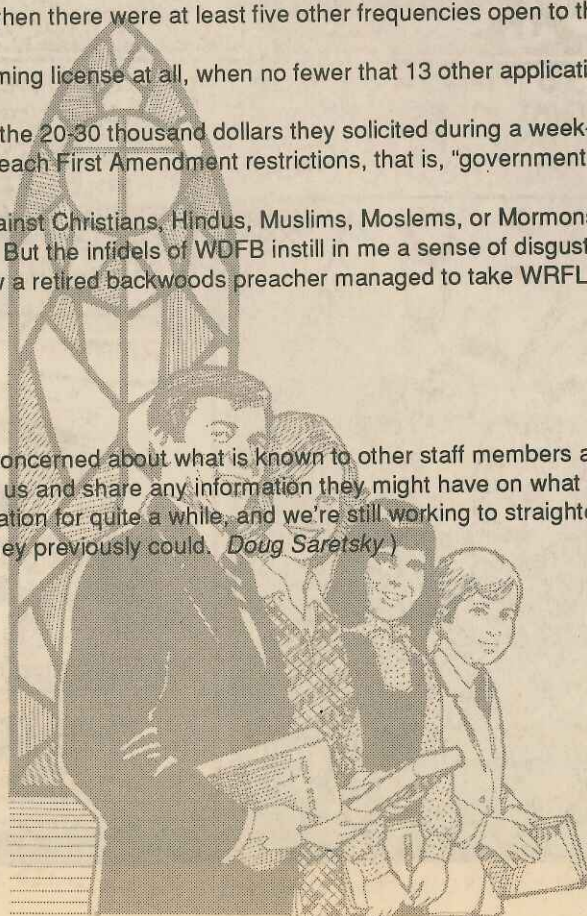 hen there were at least five other frequencies open to th
ming license at all, when no fewer that 13 other applicati
the 20-30 thousand dollars they solicited during a week-
each First Amendment restrictions, that is, "government
ainst Christians, Hindus, Muslims, Moslems, or Mormons
But the infidels of WDFB instill in me a sense of disgust
a retired backwoods preacher managed to take WRFL
oncerned about what is known to other staff members a
us and share any information they might have on what
ation for quite a while, and we're still working to straighte
ey previously could. Doug Saretsky)